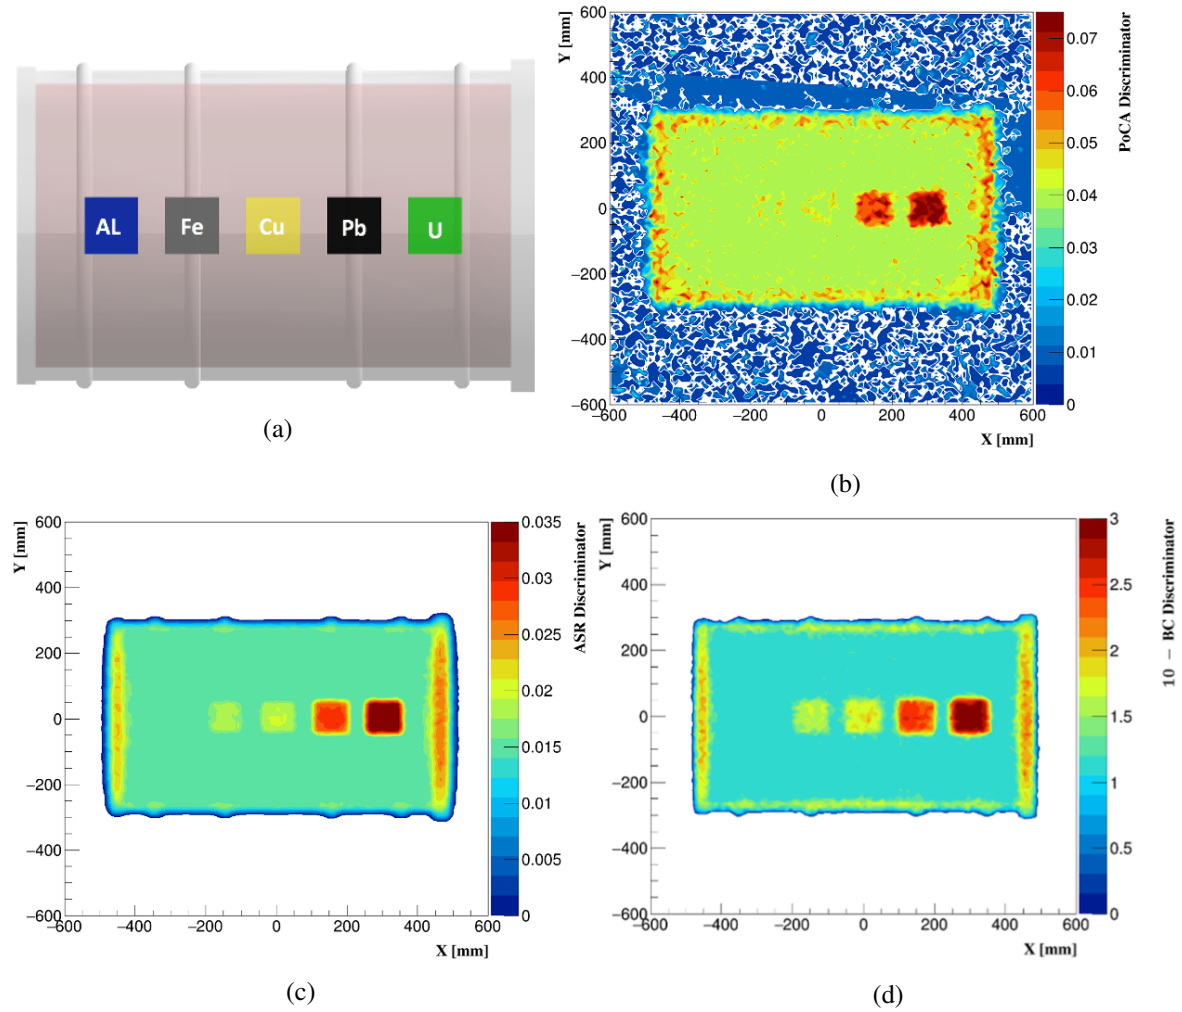 AL Fe Cu Pb U
(a)
Y [mm]
600
400
200
0
−200
−400
−600
−600 −400 −200 0 200 400 600
X [mm]
0.07
0.06
0.05
0.04
0.03
0.02
0.01
0
PoCA Discriminator
(b)
Y [mm]
600
400
200
0
−200
−400
−600
−600 −400 −200 0 200 400 600
X [mm]
0.035
0.03
0.025
0.02
0.015
0.01
0.005
0
ASR Discriminator
(c)
Y [mm]
600
400
200
0
−200
−400
−600
−600 −400 −200 0 200 400 600
X [mm]
3
2.5
2
1.5
1
0.5
0
10 − BC Discriminator
(d)